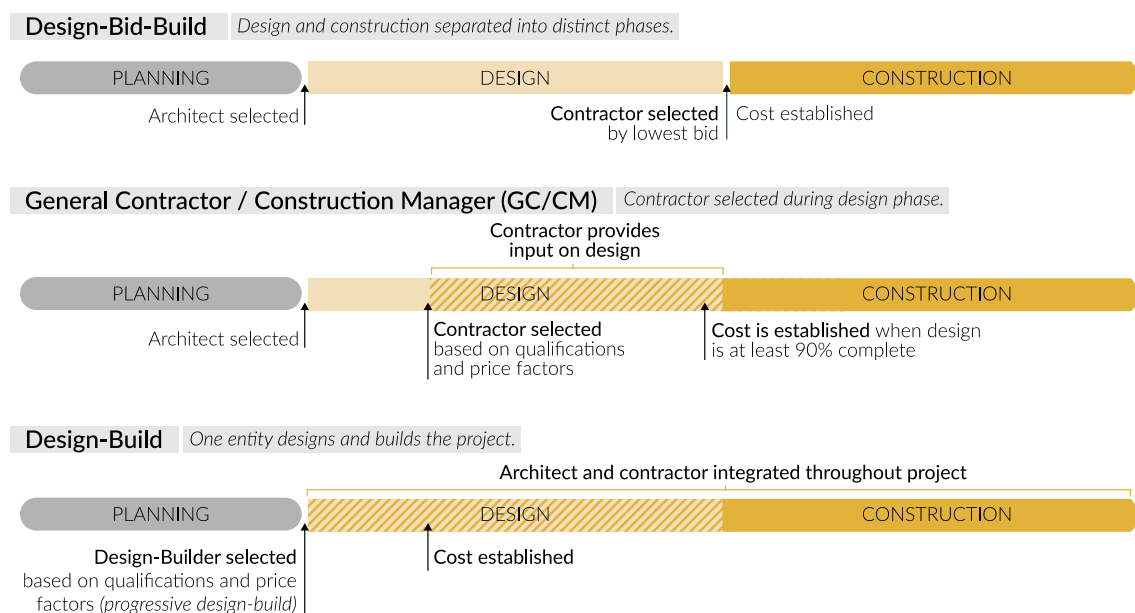 Design-Bid-Build Design and construction separated into distinct phases.
PLANNING DESIGN CONSTRUCTION
Architect selected
Contractor selected
by lowest bid
Cost established
General Contractor / Construction Manager (GC/CM) Contractor selected during design phase.
Contractor provides
input on design
PLANNING DESIGN CONSTRUCTION
Architect selected
Contractor selected
based on qualifications
and price factors
Cost is established when design
is at least 90% complete
Design-Build One entity designs and builds the project.
Architect and contractor integrated throughout project
PLANNING DESIGN CONSTRUCTION
Design-Builder selected
based on qualifications and price
factors (progressive design-build)
Cost established